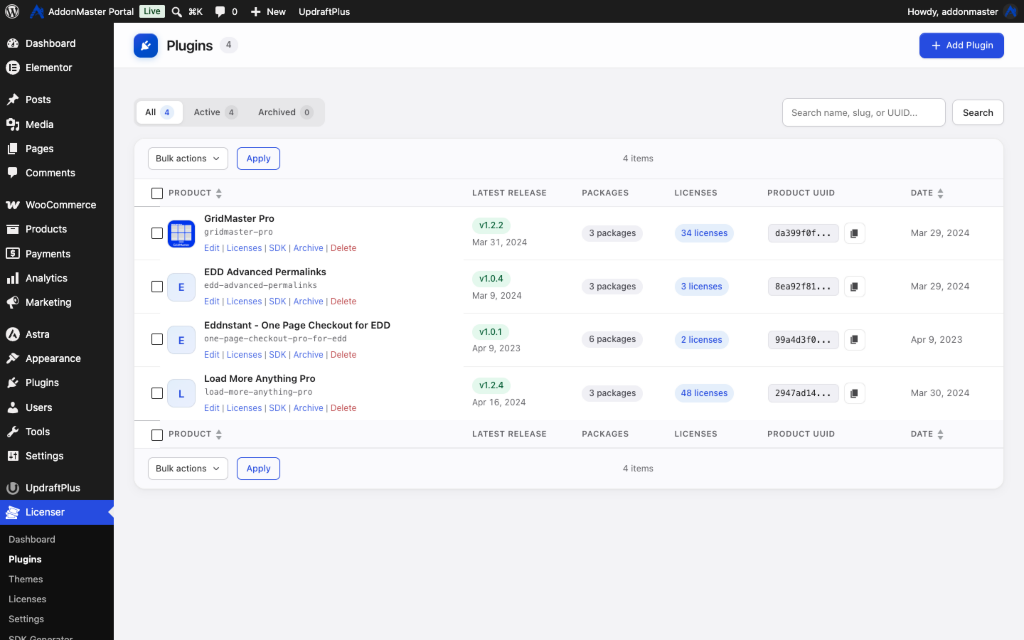 AddonMaster Portal Live ⌘K 0 New UpdraftPlus Howdy, addonmaster
Dashboard
Elementor
Posts
Media
Pages
Comments
WooCommerce
Products
Payments
Analytics
Marketing
Astra
Appearance
Plugins
Users
Tools
Settings
UpdraftPlus
Licenser
Dashboard
Plugins
Themes
Licenses
Settings
SDK Generator
Plugins 4
+ Add Plugin
All 4 Active 4 Archived 0
Search name, slug, or UUID... Search
Bulk actions Apply 4 items
PRODUCT LATEST RELEASE PACKAGES LICENSES PRODUCT UUID DATE
GridMaster Pro
gridmaster-pro
Edit | Licenses | SDK | Archive | Delete
v1.2.2
Mar 31, 2024
3 packages 34 licenses da399f0f... Mar 29, 2024
E
EDD Advanced Permalinks
edd-advanced-permalinks
Edit | Licenses | SDK | Archive | Delete
v1.0.4
Mar 9, 2024
3 packages 3 licenses 8ea92f81... Mar 29, 2024
E
Eddnstant - One Page Checkout for EDD
one-page-checkout-pro-for-edd
Edit | Licenses | SDK | Archive | Delete
v1.0.1
Apr 9, 2023
6 packages 2 licenses 99a4d3f0... Apr 9, 2023
L
Load More Anything Pro
load-more-anything-pro
Edit | Licenses | SDK | Archive | Delete
v1.2.4
Apr 16, 2024
3 packages 48 licenses 2947ad14... Mar 30, 2024
PRODUCT LATEST RELEASE PACKAGES LICENSES PRODUCT UUID DATE
Bulk actions Apply 4 items